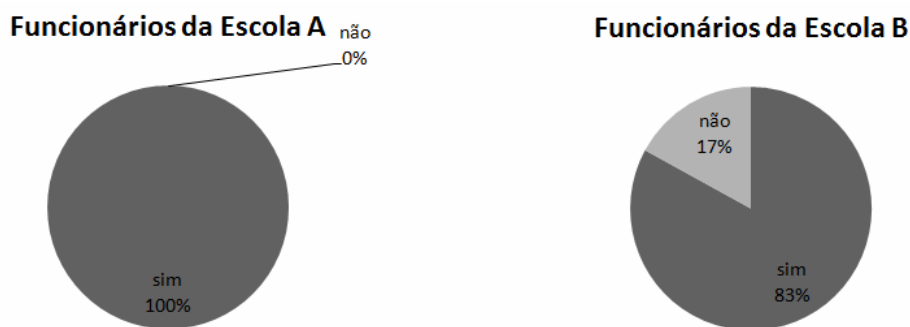 Funcionários da Escola A
não
0%
sim
100%
Funcionários da Escola B
não
17%
sim
83%